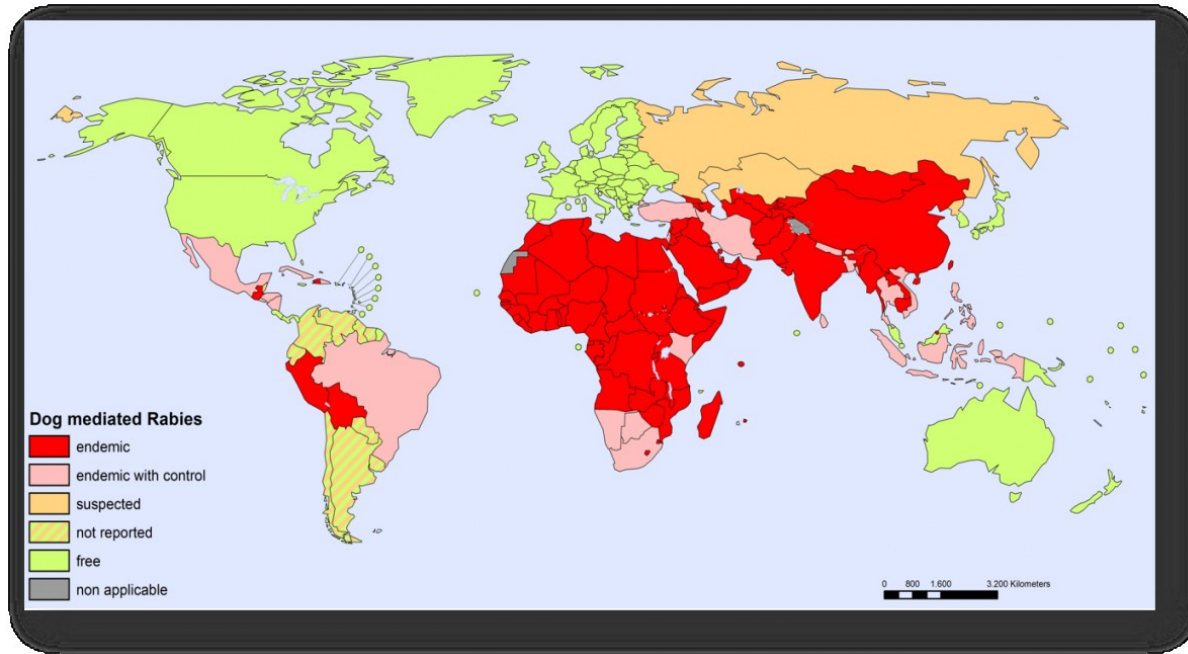 Dog mediated Rabies
endemic
endemic with control
suspected
not reported
free
non applicable
0 800 1.600 3.200 Kilometers